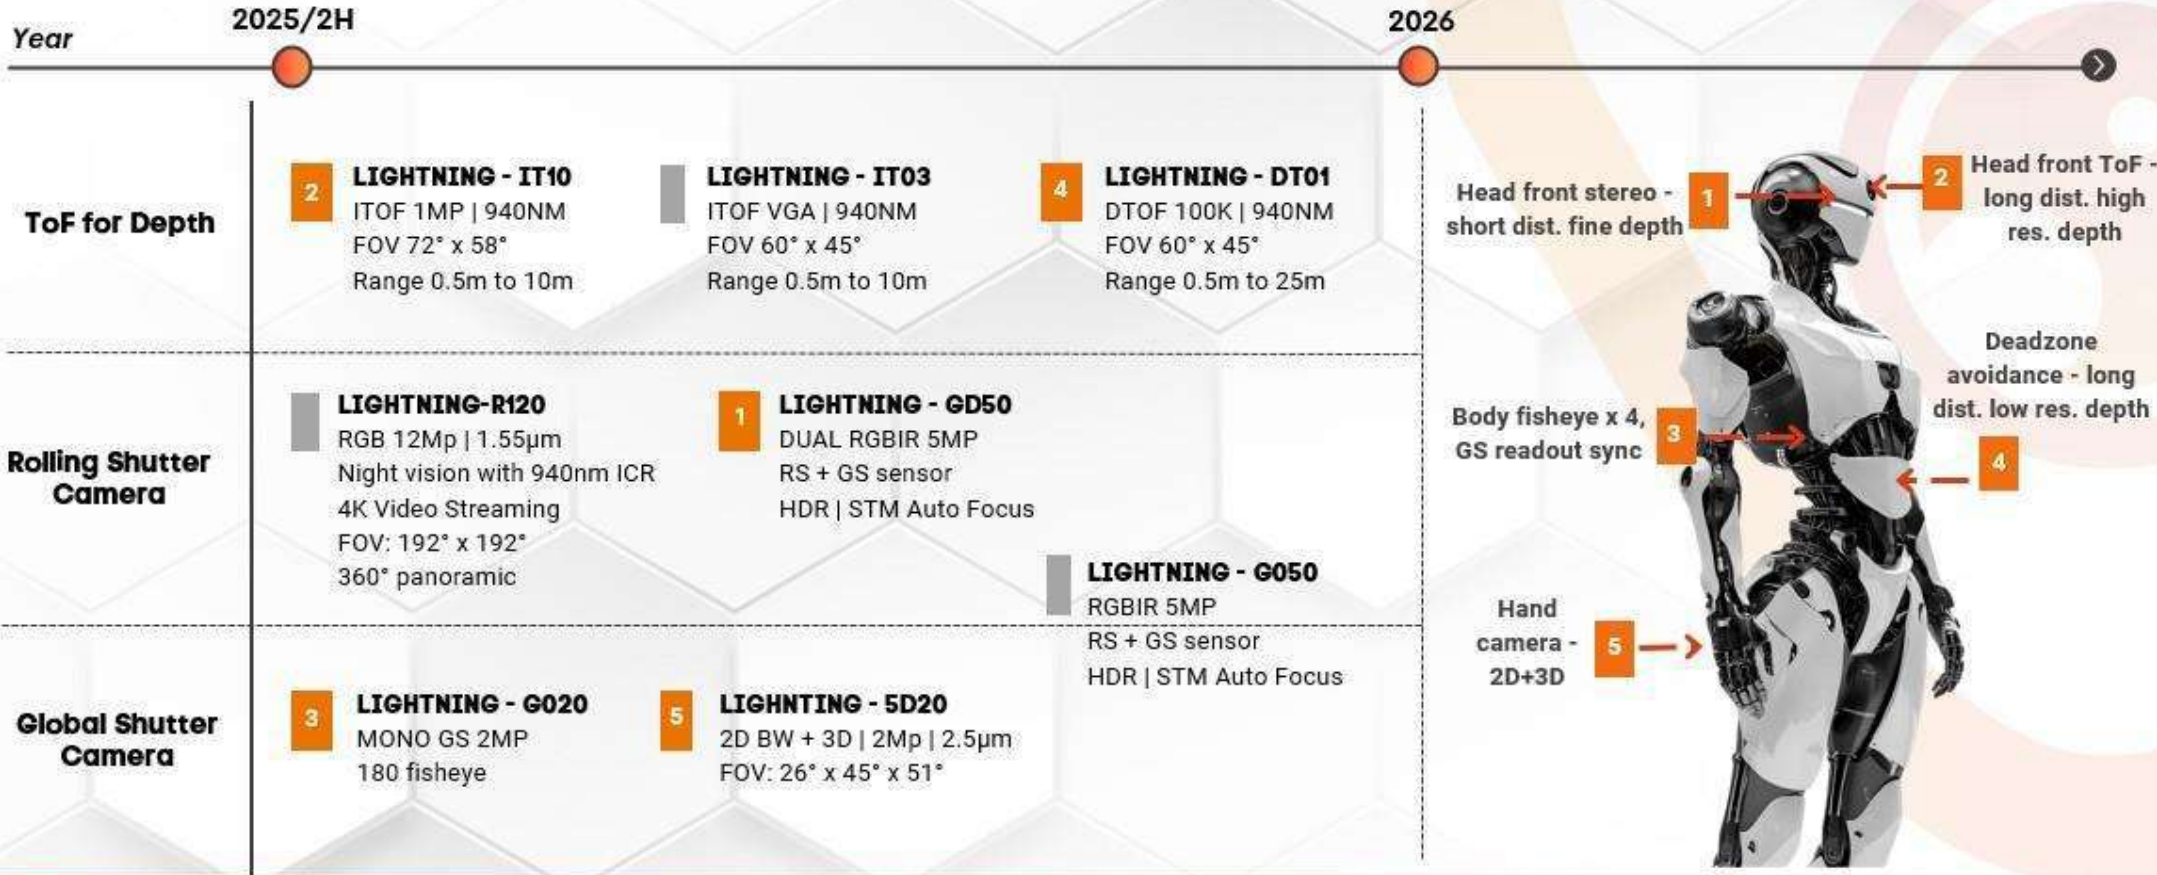 Year
2025/2H
2026
ToF for Depth
2
LIGHTNING - IT10
ITOF 1MP | 940NM
FOV 72° x 58°
Range 0.5m to 10m
LIGHTNING - IT03
ITOF VGA | 940NM
FOV 60° x 45°
Range 0.5m to 10m
4
LIGHTNING - DT01
DTOF 100K | 940NM
FOV 60° x 45°
Range 0.5m to 25m
Rolling Shutter
Camera
LIGHTNING-R120
RGB 12Mp | 1.55µm
Night vision with 940nm ICR
4K Video Streaming
FOV: 192° x 192°
360° panoramic
1
LIGHTNING - GD50
DUAL RGBIR 5MP
RS + GS sensor
HDR | STM Auto Focus
LIGHTNING - G050
RGBIR 5MP
RS + GS sensor
HDR | STM Auto Focus
Global Shutter
Camera
3
LIGHTNING - G020
MONO GS 2MP
180 fisheye
5
LIGHNTING - 5D20
2D BW + 3D | 2Mp | 2.5µm
FOV: 26° x 45° x 51°
Head front stereo -
short dist. fine depth
1
2
Head front ToF -
long dist. high
res. depth
Deadzone
avoidance - long
dist. low res. depth
4
Body fisheye x 4,
GS readout sync
3
Hand
camera -
2D+3D
5